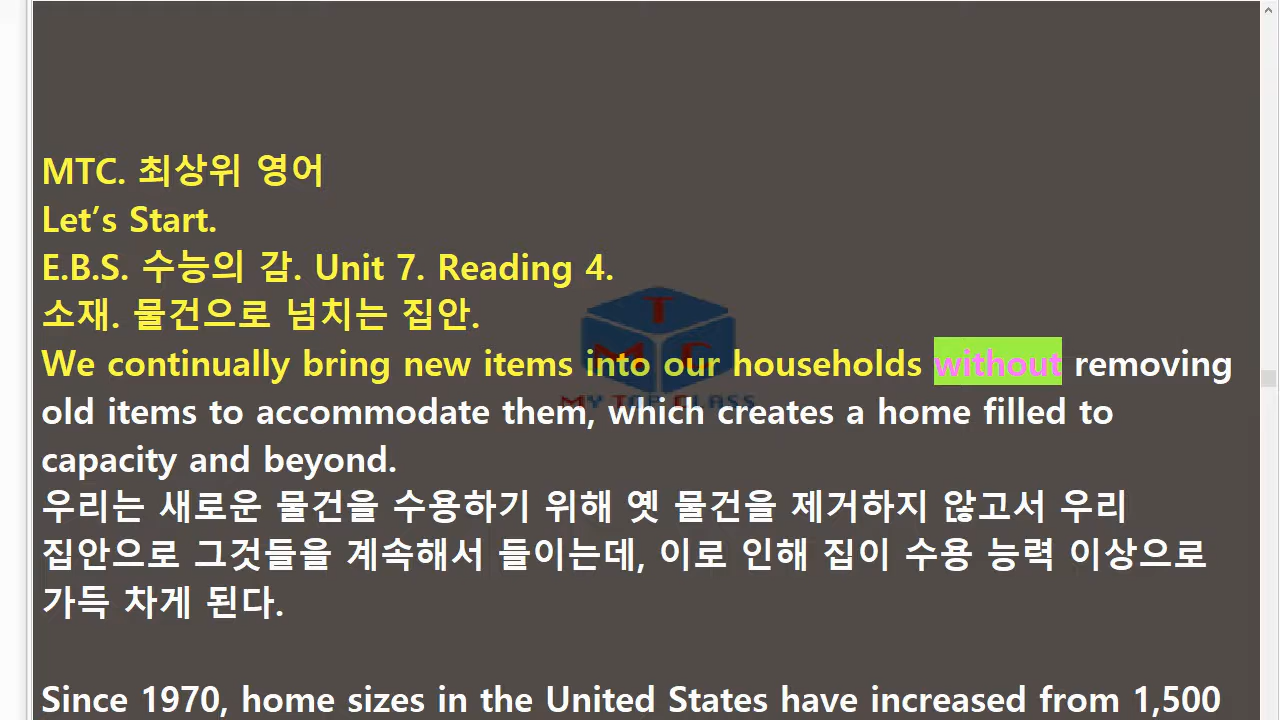 MTC. 최상위 영어
Let’s Start.
E.B.S. 수능의 감. Unit 7. Reading 4.
소재. 물건으로 넘치는 집안.
We continually bring new items into our households without removing
old items to accommodate them, which creates a home filled to
capacity and beyond.
우리는 새로운 물건을 수용하기 위해 옛 물건을 제거하지 않고서 우리
집안으로 그것들을 계속해서 들이는데, 이로 인해 집이 수용 능력 이상으로
가득 차게 된다.
Since 1970, home sizes in the United States have increased from 1,500
T
M C
MY TOP CLASS